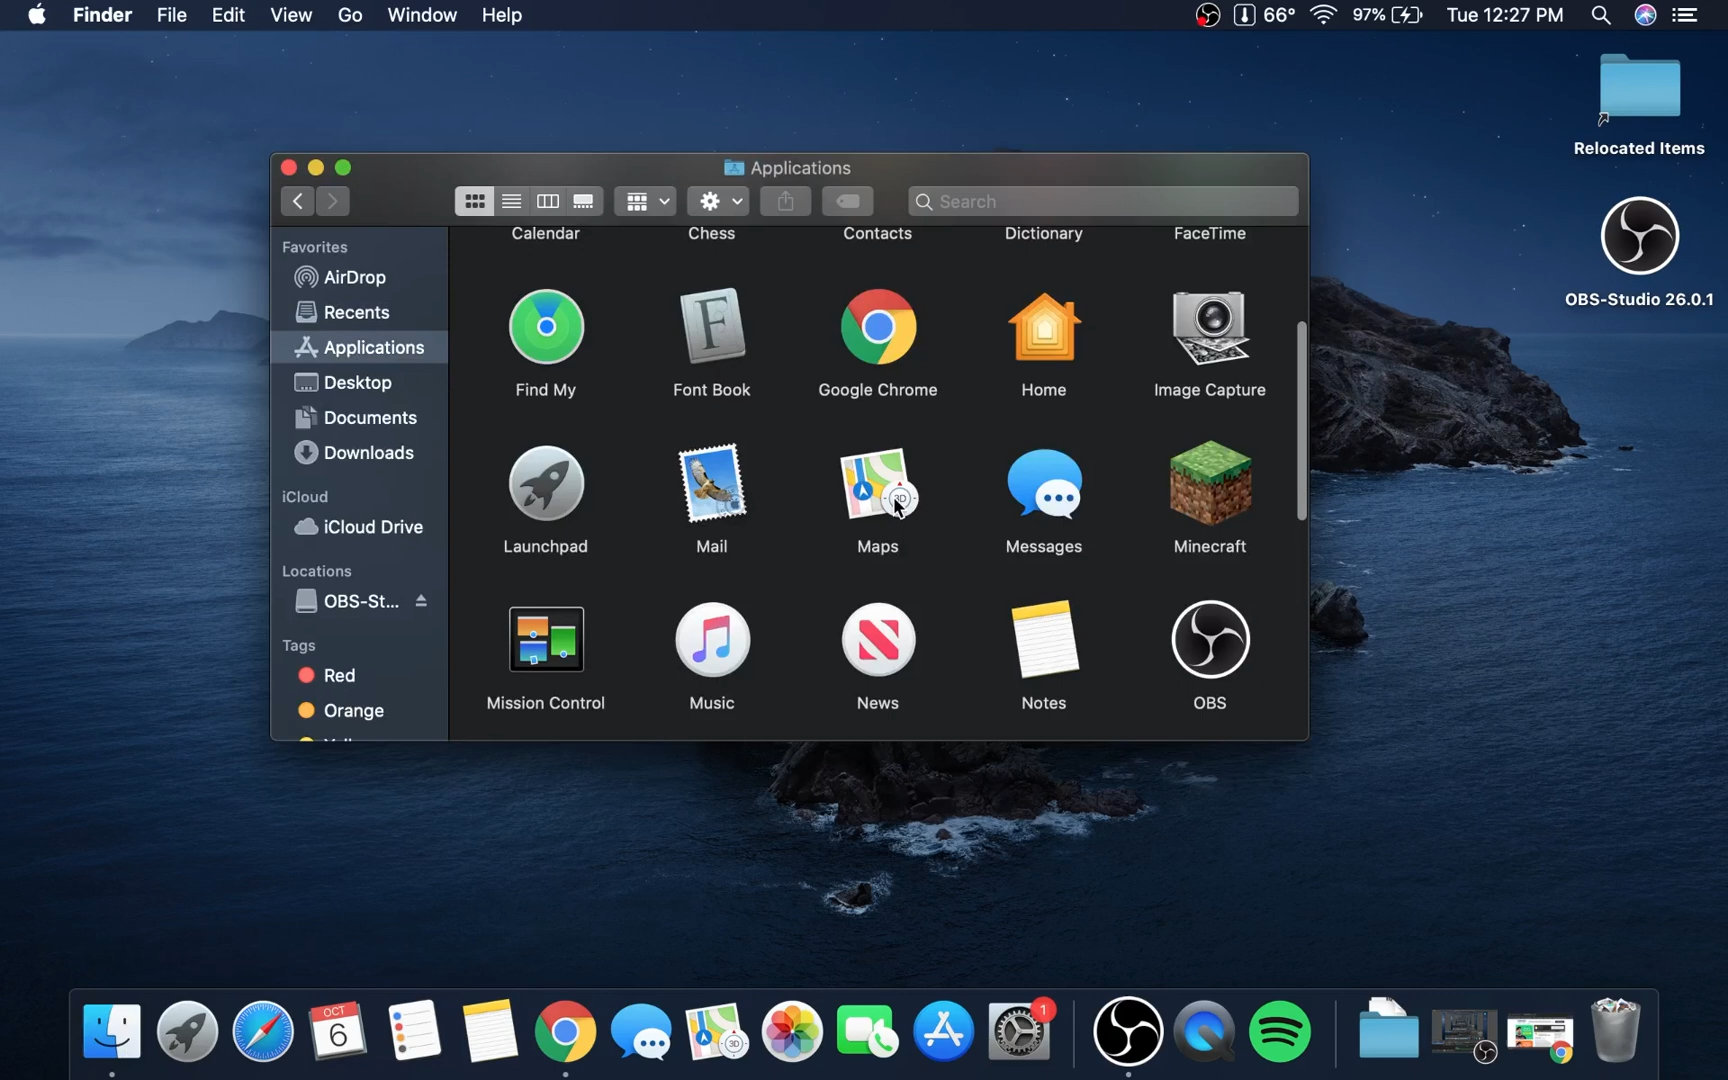 Finder File Edit View Go Window Help 66° 97% Tue 12:27 PM
Relocated Items
OBS-Studio 26.0.1
Applications
Search
Favorites
AirDrop
Recents
Applications
Desktop
Documents
Downloads
iCloud
iCloud Drive
Locations
OBS-St...
Tags
Red
Orange
Calendar Chess Contacts Dictionary FaceTime
Find My Font Book Google Chrome Home Image Capture
3D
Launchpad Mail Maps Messages Minecraft
Mission Control Music News Notes OBS
OCT
6
3D
1